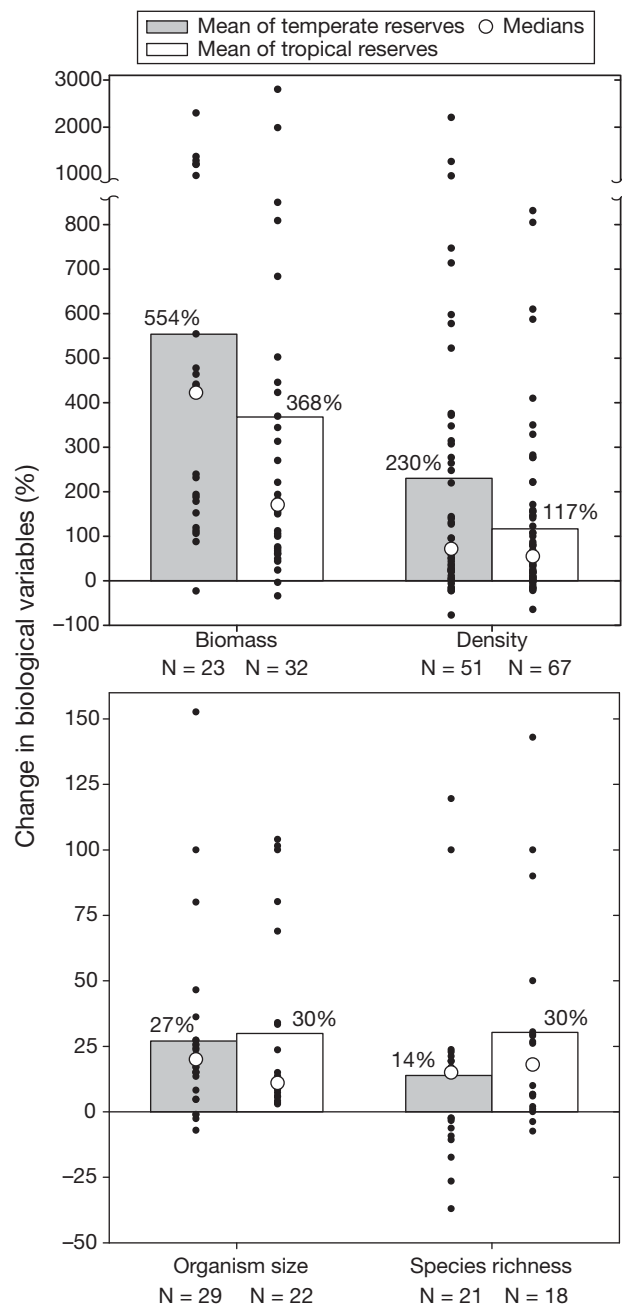 Mean of temperate reserves
Medians
Mean of tropical reserves
Change in biological variables (%)
3000
2000
1000
800
700
600
500
400
300
200
100
0
–100
554%
368%
230%
117%
Biomass
Density
N = 23
N = 32
N = 51
N = 67
150
125
100
75
50
25
0
–25
–50
27%
30%
14%
30%
Organism size
Species richness
N = 29
N = 22
N = 21
N = 18